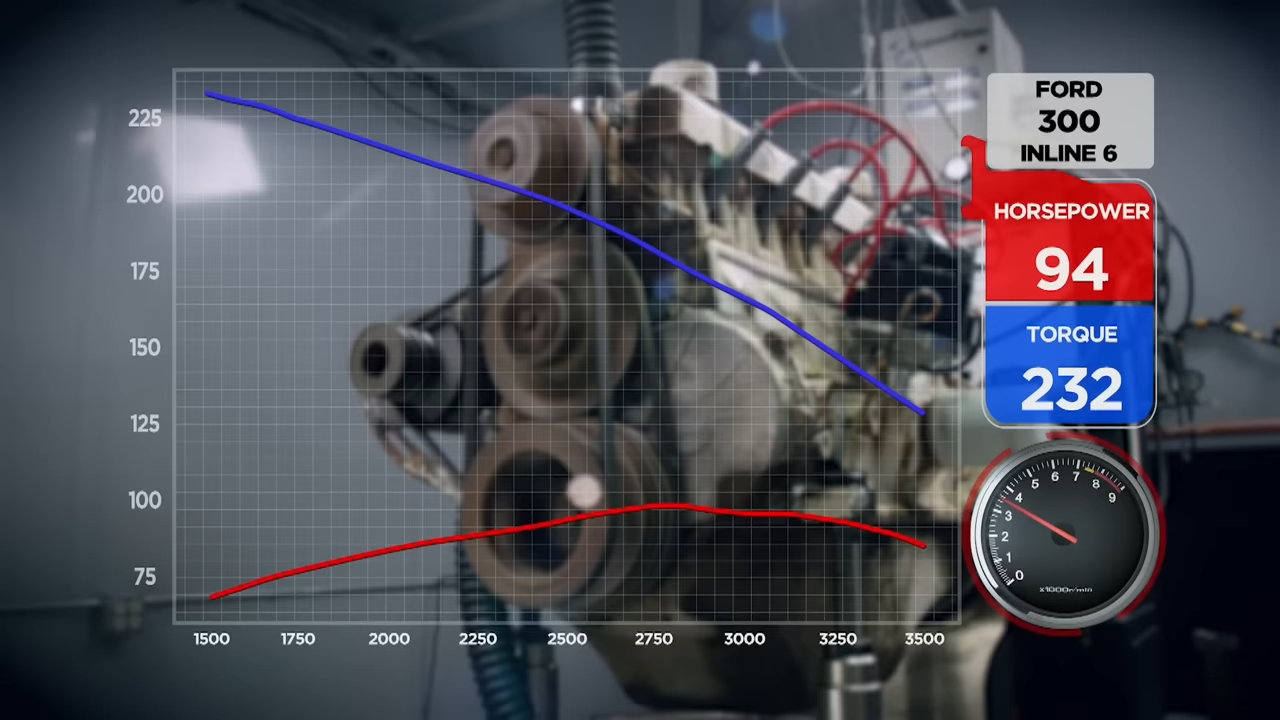 FORD
300
INLINE 6
HORSEPOWER
94
TORQUE
232
225
200
175
150
125
100
75
1500 1750 2000 2250 2500 2750 3000 3250 3500
0 1 2 3 4 5 6 7 8 9
x1000r/min